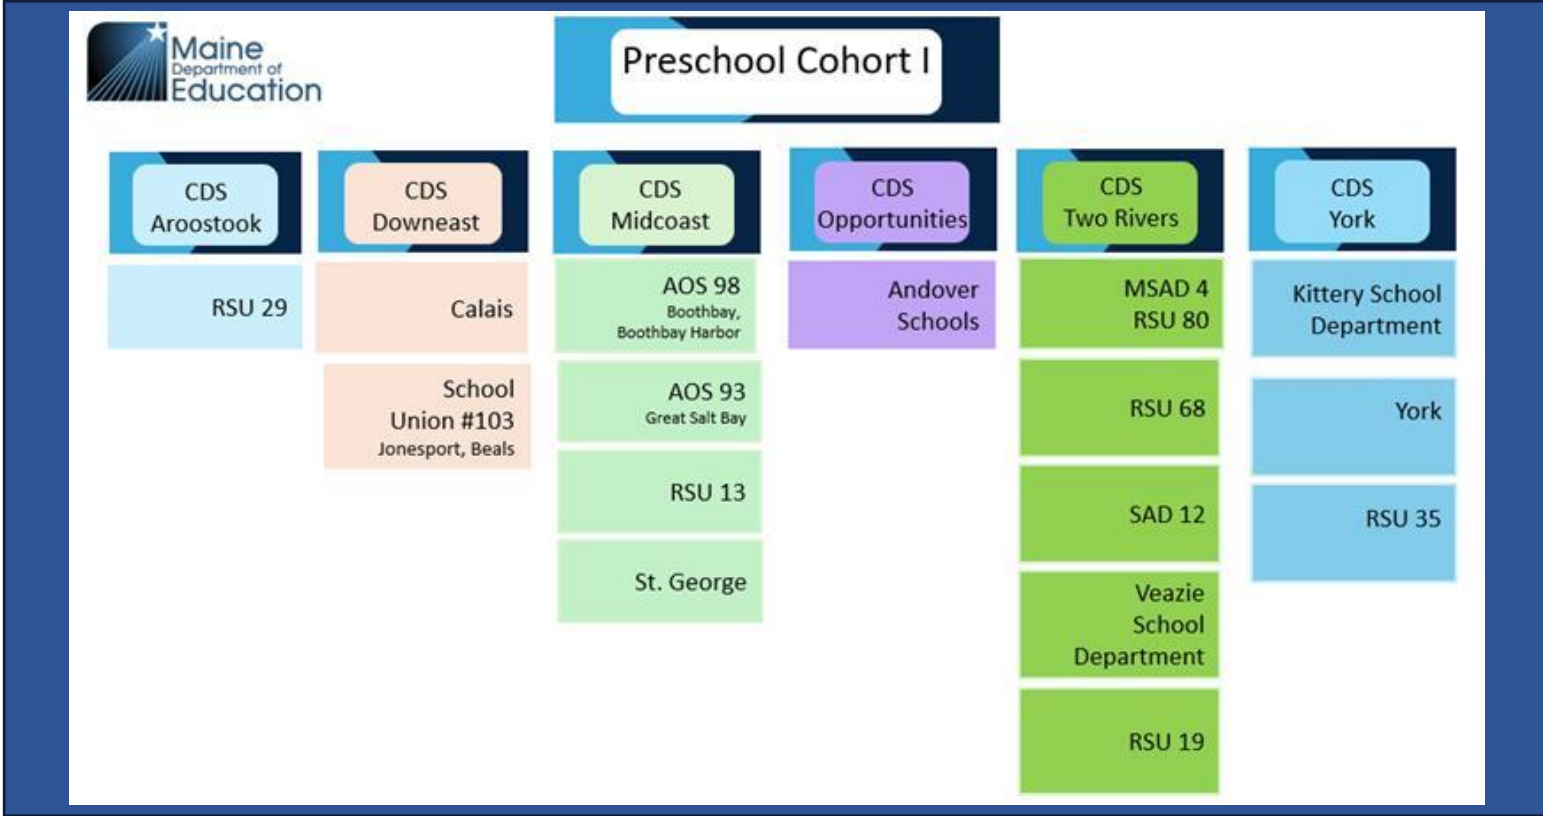 Maine
Department of
Education
Preschool Cohort I
CDS
Aroostook
RSU 29
CDS
Downeast
Calais
School
Union #103
Jonesport, Beals
CDS
Midcoast
AOS 98
Boothbay,
Boothbay Harbor
AOS 93
Great Salt Bay
RSU 13
St. George
CDS
Opportunities
Andover
Schools
CDS
Two Rivers
MSAD 4
RSU 80
RSU 68
SAD 12
Veazie
School
Department
RSU 19
CDS
York
Kittery School
Department
York
RSU 35